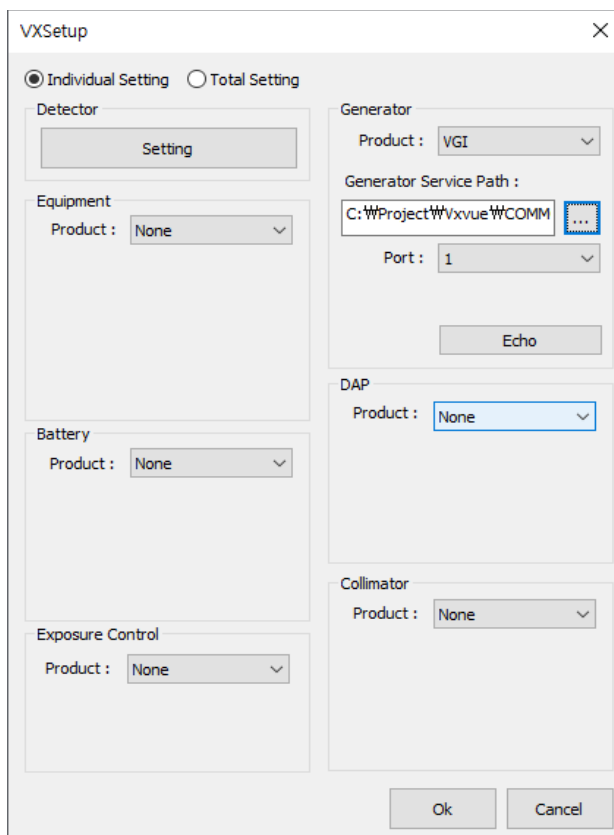 VXSetup
Individual Setting
Total Setting
Detector
Setting
Equipment
Product : None
Battery
Product : None
Exposure Control
Product : None
Generator
Product : VGI
Generator Service Path :
C:₩Project₩Vxvue₩COMM ...
Port : 1
Echo
DAP
Product : None
Collimator
Product : None
Ok
Cancel